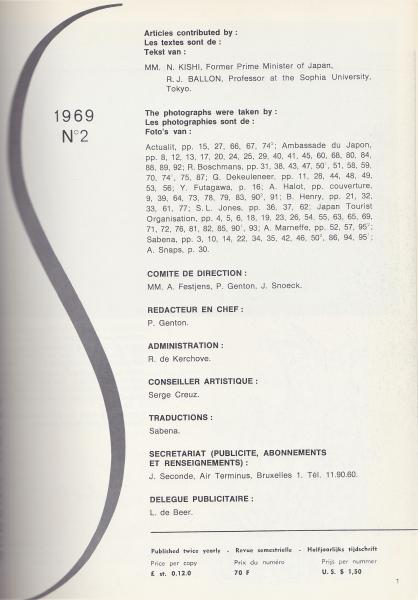 Articles contributed by :
Les textes sont de :
Tekst van :
MM. N. KISHI, Former Prime Minister of Japan,
R. J. BALLON, Professor at the Sophia University,
Tokyo.
1969
N°2
The photographs were taken by :
Les photographies sont de :
Foto's van :
Actualit, pp. 15, 27, 66, 67, 74²; Ambassade du Japon,
pp. 8, 12, 13, 17, 20, 24, 25, 29, 40, 41, 45, 60, 68, 80, 84,
88, 89, 92; R. Boschmans, pp. 31, 38, 43, 47, 50¹, 51, 58, 59,
70, 74¹, 75, 87; G. Dekeuleneer, pp. 11, 28, 44, 48, 49,
53, 56; Y. Futagawa, p. 16; A. Halot, pp. couverture,
9, 39, 64, 73, 78, 79, 83, 90², 91; B. Henry, pp. 21, 32,
33, 61, 77; S. L. Jones, pp. 36, 37, 62; Japan Tourist
Organisation, pp. 4, 5, 6, 18, 19, 23, 26, 54, 55, 63, 65, 69,
71, 72, 76, 81, 82, 85, 90¹, 93; A. Marneffe, pp. 52, 57, 95²;
Sabena, pp. 3, 10, 14, 22, 34, 35, 42, 46, 50², 86, 94, 95¹;
A. Snaps, p. 30.
COMITE DE DIRECTION :
MM. A. Festjens, P. Genton, J. Snoeck.
REDACTEUR EN CHEF :
P. Genton.
ADMINISTRATION :
R. de Kerchove.
CONSEILLER ARTISTIQUE :
Serge Creuz.
TRADUCTIONS :
Sabena.
SECRETARIAT (PUBLICITE, ABONNEMENTS
ET RENSEIGNEMENTS) :
J. Seconde, Air Terminus, Bruxelles 1. Tél. 11.90.60.
DELEGUE PUBLICITAIRE :
L. de Beer.
Published twice yearly - Revue semestrielle - Halfjaarlijks tijdschrift
Price per copy Prix du numéro Prijs per nummer
£ st. 0.12.0 70 F U.S. $ 1,50
1